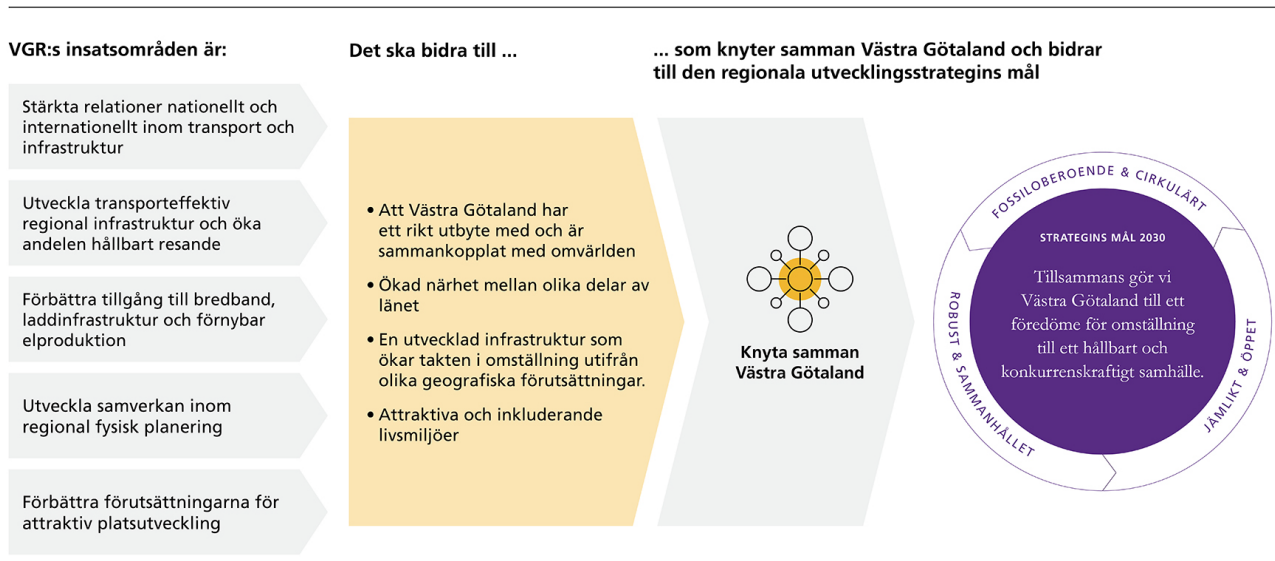 VGR:s insatsområden är:
Stärkta relationer nationellt och
internationellt inom transport och
infrastruktur
Utveckla transporteffektiv
regional infrastruktur och öka
andelen hållbart resande
Förbättra tillgång till bredband,
laddinfrastruktur och förnybar
elproduktion
Utveckla samverkan inom
regional fysisk planering
Förbättra förutsättningarna för
attraktiv platsutveckling
Det ska bidra till ...
• Att Västra Götaland har
ett rikt utbyte med och är
sammankopplat med omvärlden
• Ökad närhet mellan olika delar av
länet
• En utvecklad infrastruktur som
ökar takten i omställning utifrån
olika geografiska förutsättningar.
• Attraktiva och inkluderande
livsmiljöer
... som knyter samman Västra Götaland och bidrar
till den regionala utvecklingsstrategins mål
Knyta samman
Västra Götaland
FOSSILOBEROENDE & CIRKULÄRT
JÄMLIKT & ÖPPET
ROBUST & SAMMANHÅLLET
STRATEGINS MÅL 2030
Tillsammans gör vi
Västra Götaland till ett
föredöme för omställning
till ett hållbart och
konkurrenskraftigt samhälle.